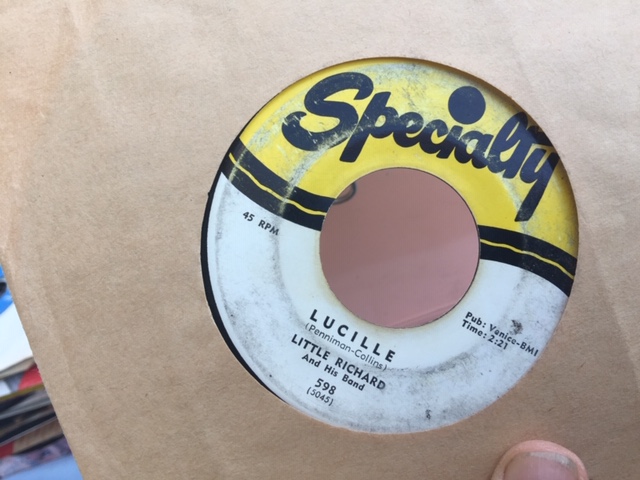 Specialty
45 RPM
Pub: Venice-BMI
Time: 2:21
LUCILLE
(Penniman-Collins)
LITTLE RICHARD
And His Band
598
(5045)